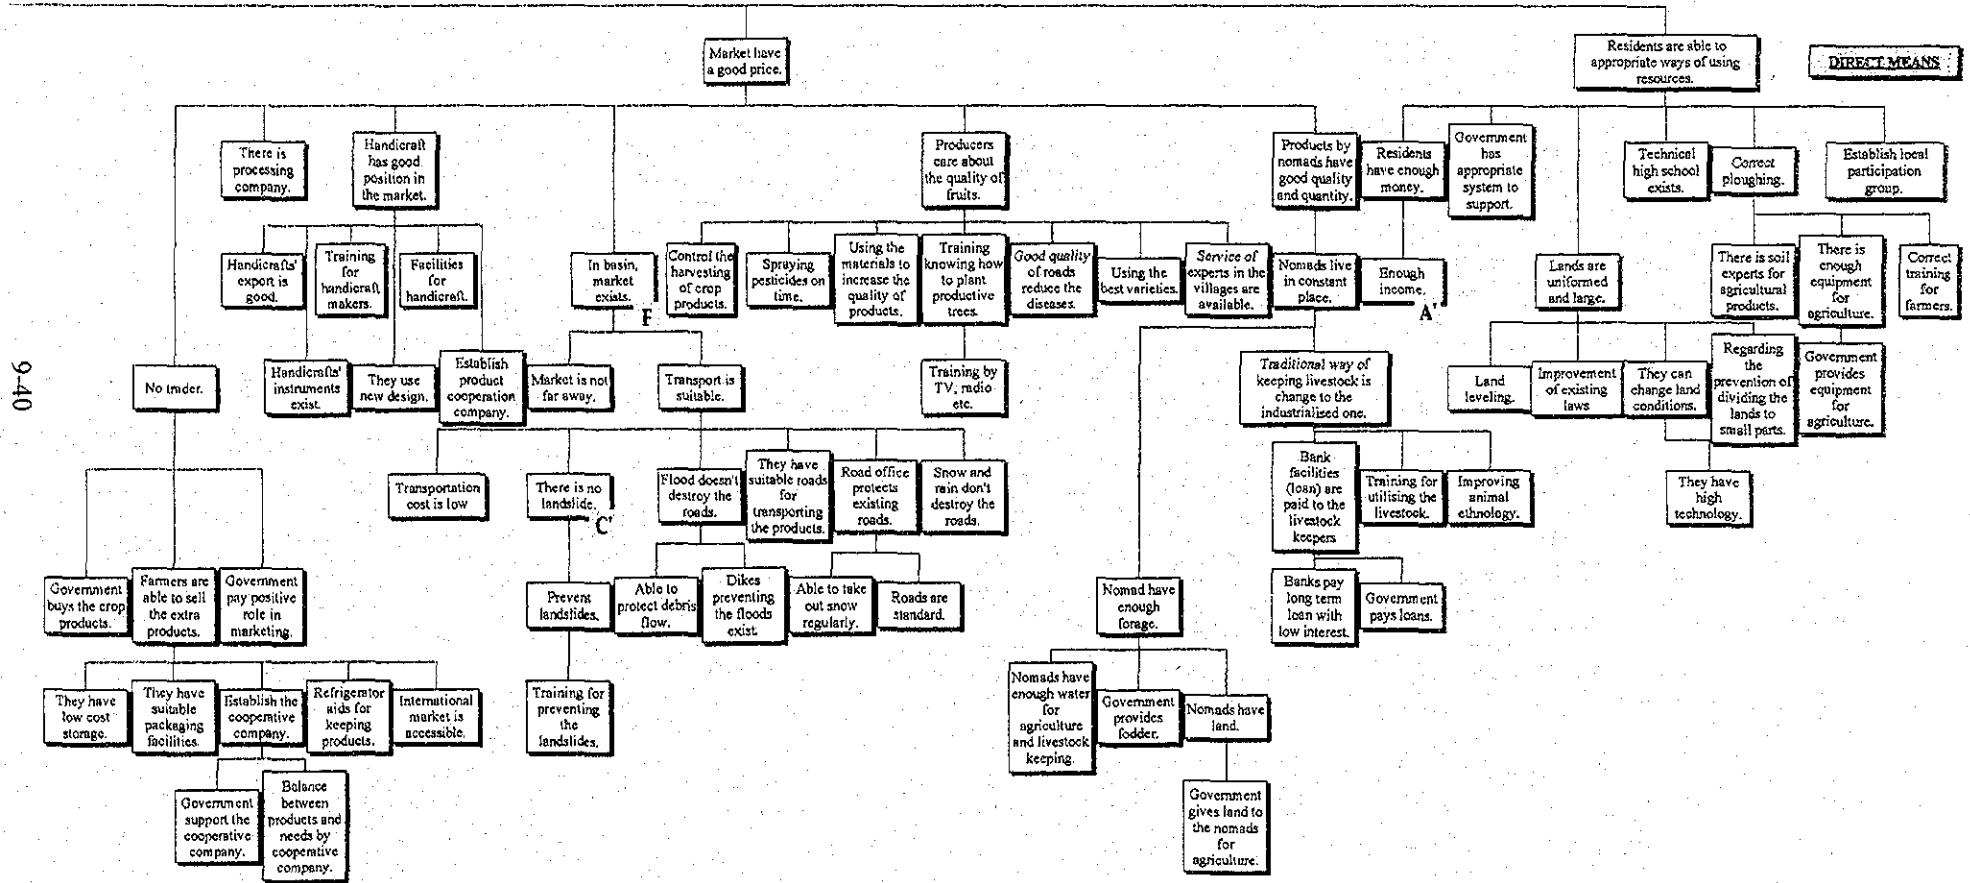 Market have
a good price.
Residents are able to
appropriate ways of using
resources.
DIRECT MEANS
There is
processing
company.
Handicraft
has good
position in
the market.
Producers
care about
the quality of
fruits.
Products by
nomads have
good quality
and quantity.
Residents
have enough
money.
Government
has
appropriate
system to
support.
Technical
high school
exists.
Correct
ploughing.
Establish local
participation
group.
Handicrafts'
export is
good.
Training
for
handicraft
makers.
Facilities
for
handicraft.
In basin,
market
exists.
F
Control the
harvesting
of crop
products.
Spraying
pesticides on
time.
Using the
materials to
increase the
quality of
products.
Training
knowing how
to plant
productive
trees.
Good quality
of roads
reduce the
diseases.
Using the
best varieties.
Service of
experts in the
villages are
available.
Nomads live
in constant
place.
Enough
income.
A'
Lands are
uniformed
and large.
There is soil
experts for
agricultural
products.
There is
enough
equipment
for
agriculture.
Correct
training
for
farmers.
No trader.
Handicrafts'
instruments
exist.
They use
new design.
Establish
product
cooperation
company.
Market is not
far away.
Transport is
suitable.
Training by
TV, radio
etc.
Traditional way of
keeping livestock is
change to the
industrialised one.
Land
leveling.
Improvement
of existing
laws
They can
change land
conditions.
Regarding
the
prevention of
dividing the
lands to
small parts.
Government
provides
equipment
for
agriculture.
9-40
Transportation
cost is low
There is no
landslide.
C'
Flood doesn't
destroy the
roads.
They have
suitable roads
for
transporting
the products.
Road office
protects
existing
roads.
Snow and
rain don't
destroy the
roads.
Bank
facilities
(loan) are
paid to the
livestock
keepers
Training for
utilising the
livestock.
Improving
animal
ethnology.
They have
high
technology.
Government
buys the crop
products.
Farmers are
able to sell
the extra
products.
Government
pay positive
role in
marketing.
Prevent
landslides.
Able to
protect debris
flow.
Dikes
preventing
the floods
exist.
Able to take
out snow
regularly.
Roads are
standard.
Nomad have
enough
forage.
Banks pay
long term
loan with
low interest.
Government
pays loans.
They have
low cost
storage.
They have
suitable
packaging
facilities.
Establish the
cooperative
company.
Refrigerator
aids for
keeping
products.
International
market is
accessible.
Training for
preventing
the
landslides.
Nomads have
enough water
for
agriculture
and livestock
keeping.
Government
provides
fodder.
Nomads have
land.
Government
support the
cooperative
company.
Balance
between
products and
needs by
cooperative
company.
Government
gives land to
the nomads
for
agriculture.